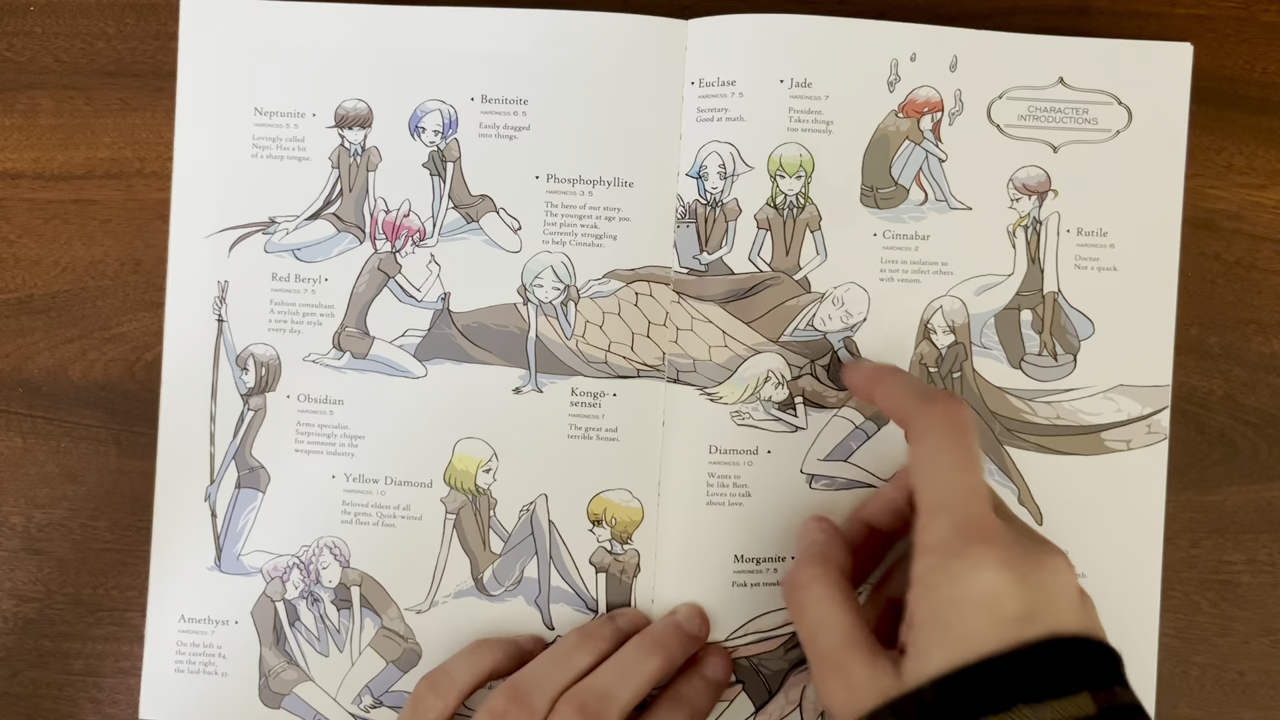 Neptunite
HARDNESS: 5.5
Lovingly called
Nepti. Has a bit
of a sharp tongue.
Benitoite
HARDNESS: 6.5
Easily dragged
into things.
Phosphophyllite
HARDNESS: 3.5
The hero of our story.
The youngest at age 300.
Just plain weak.
Currently struggling
to help Cinnabar.
Red Beryl
HARDNESS: 7.5
Fashion consultant.
A stylish gem with
a new hair style
every day.
Obsidian
HARDNESS: 5
Arms specialist.
Surprisingly chipper
for someone in the
weapons industry.
Yellow Diamond
HARDNESS: 10
Beloved eldest of all
the gems. Quick-witted
and fleet of foot.
Amethyst
HARDNESS: 7
On the left is
the carefree 84,
on the right,
the laid-back 33.
Kongō-
sensei
HARDNESS: ?
The great and
terrible Sensei.
Euclase
HARDNESS: 7.5
Secretary.
Good at math.
Jade
HARDNESS: 7
President.
Takes things
too seriously.
CHARACTER
INTRODUCTIONS
Cinnabar
HARDNESS: 2
Lives in isolation so
as not to infect others
with venom.
Rutile
HARDNESS: 6
Doctor.
Not a quack.
Diamond
HARDNESS: 10
Wants to
be like Bort.
Loves to talk
about love.
Morganite
HARDNESS: 7.5
Pink yet